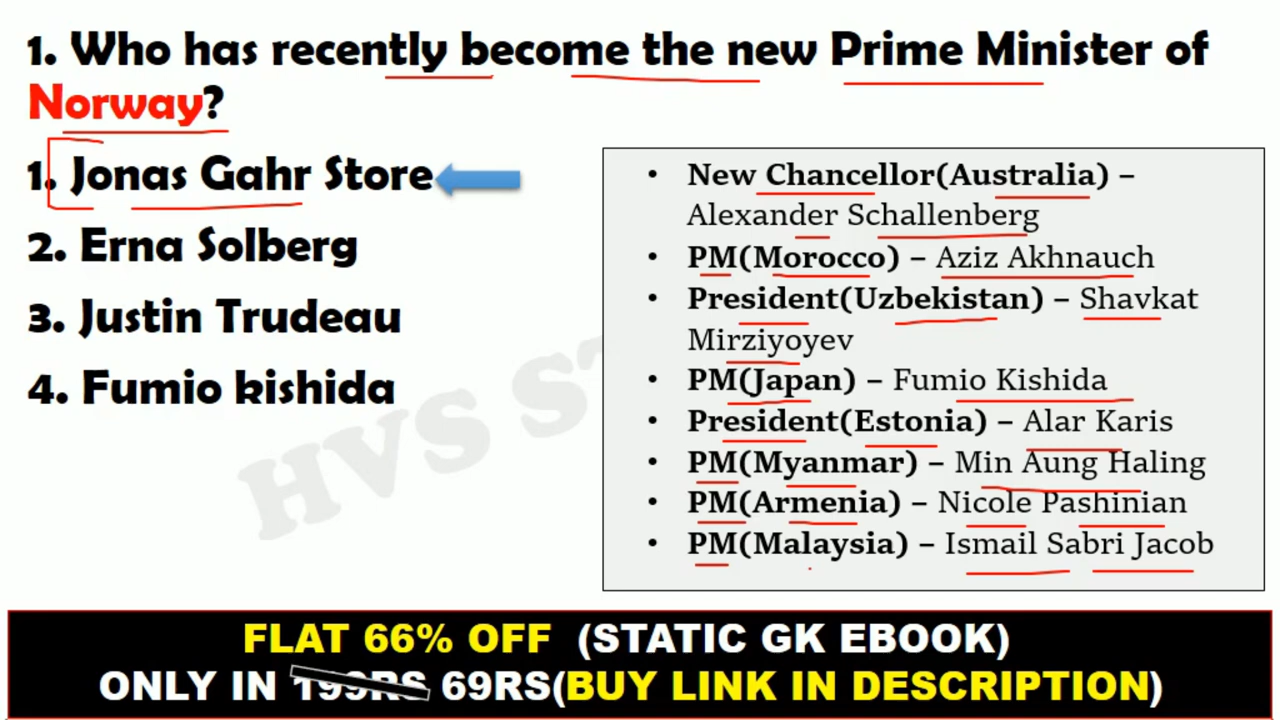 1. Who has recently become the new Prime Minister of
Norway?
1. Jonas Gahr Store
2. Erna Solberg
3. Justin Trudeau
4. Fumio kishida
• New Chancellor(Australia) –
Alexander Schallenberg
• PM(Morocco) – Aziz Akhnauch
• President(Uzbekistan) – Shavkat
Mirziyoyev
• PM(Japan) – Fumio Kishida
• President(Estonia) – Alar Karis
• PM(Myanmar) – Min Aung Haling
• PM(Armenia) – Nicole Pashinian
• PM(Malaysia) – Ismail Sabri Jacob
HVS ST
FLAT 66% OFF (STATIC GK EBOOK)
ONLY IN 199RS 69RS(BUY LINK IN DESCRIPTION)